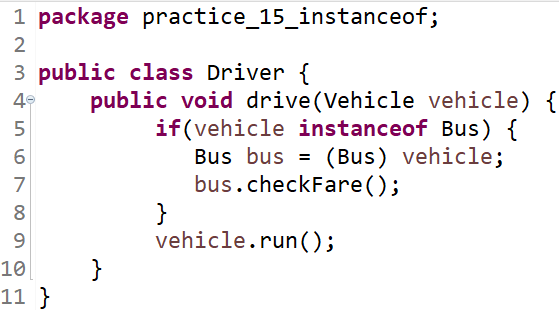 1 package practice_15_instanceof;
2
3 public class Driver {
4     public void drive(Vehicle vehicle) {
5         if(vehicle instanceof Bus) {
6            Bus bus = (Bus) vehicle;
7            bus.checkFare();
8         }
9         vehicle.run();
10     }
11 }